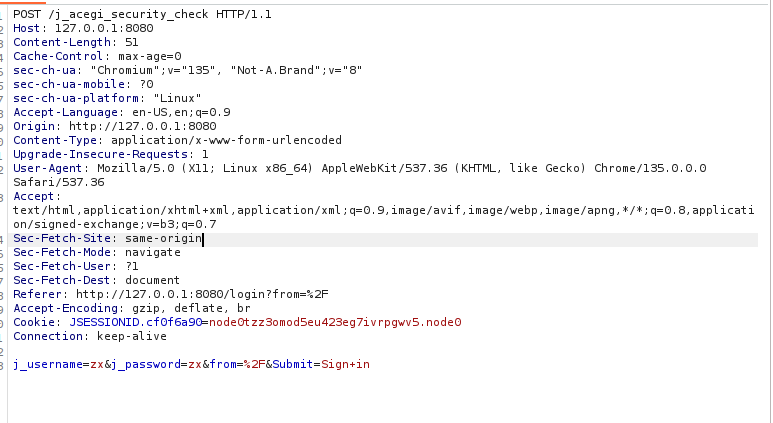 POST /j_acegi_security_check HTTP/1.1
Host: 127.0.0.1:8080
Content-Length: 51
Cache-Control: max-age=0
sec-ch-ua: "Chromium";v="135", "Not-A.Brand";v="8"
sec-ch-ua-mobile: ?0
sec-ch-ua-platform: "Linux"
Accept-Language: en-US,en;q=0.9
Origin: http://127.0.0.1:8080
Content-Type: application/x-www-form-urlencoded
Upgrade-Insecure-Requests: 1
User-Agent: Mozilla/5.0 (X11; Linux x86_64) AppleWebKit/537.36 (KHTML, like Gecko) Chrome/135.0.0.0
Safari/537.36
Accept:
text/html,application/xhtml+xml,application/xml;q=0.9,image/avif,image/webp,image/apng,*/*;q=0.8,applicati
on/signed-exchange;v=b3;q=0.7
Sec-Fetch-Site: same-origin
Sec-Fetch-Mode: navigate
Sec-Fetch-User: ?1
Sec-Fetch-Dest: document
Referer: http://127.0.0.1:8080/login?from=%2F
Accept-Encoding: gzip, deflate, br
Cookie: JSESSIONID.cf0f6a90=node0tzz3omod5eu423eg7ivrpgwv5.node0
Connection: keep-alive
j_username=zx&j_password=zx&from=%2F&Submit=Sign+in